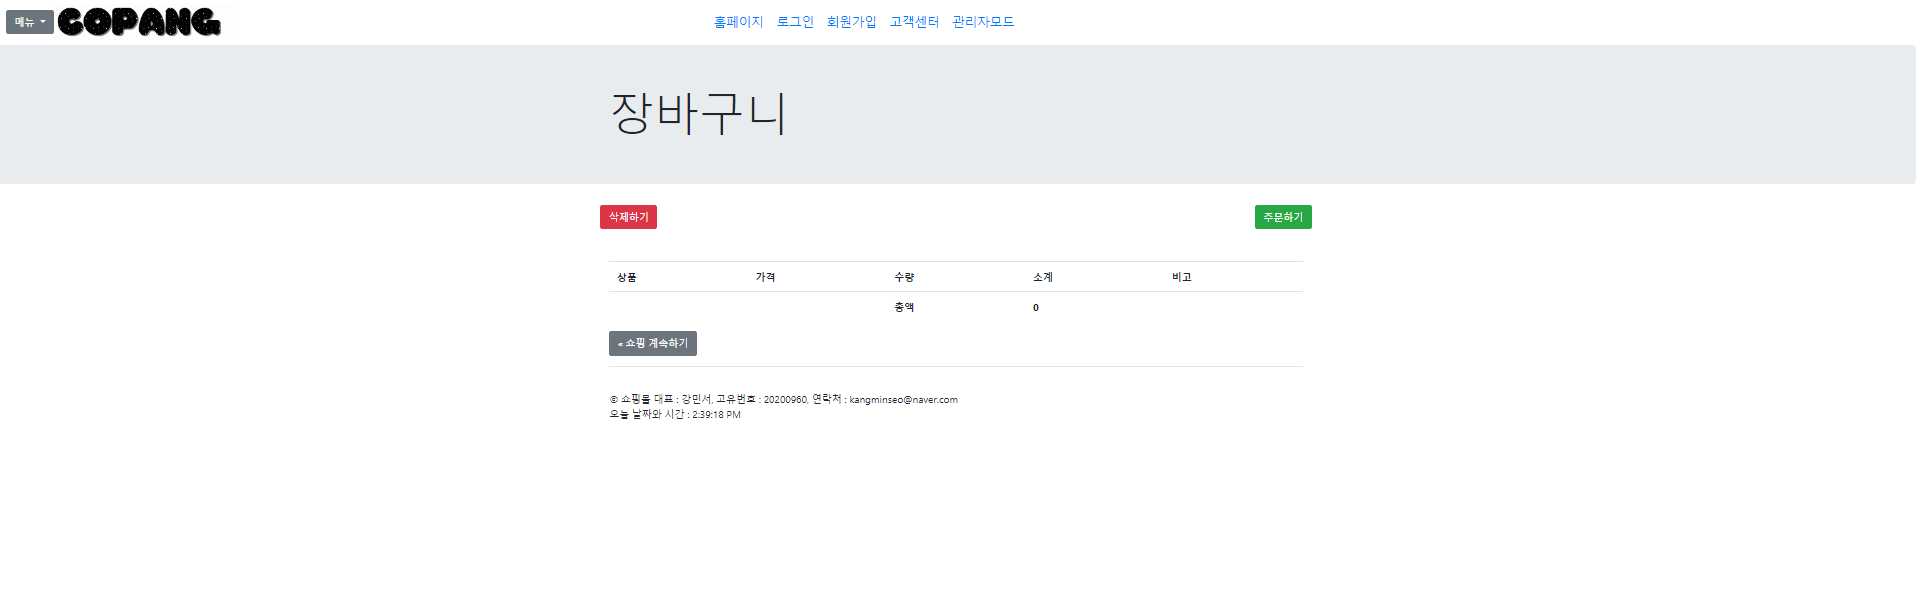 메뉴 COPANG 홈페이지 로그인 회원가입 고객센터 관리자모드
장바구니
삭제하기 주문하기
상품 가격 수량 소계 비고
총액 0
« 쇼핑 계속하기
© 쇼핑몰 대표 : 강민서, 고유번호 : 20200960, 연락처 : kangminseo@naver.com
오늘 날짜와 시간 : 2:39:18 PM